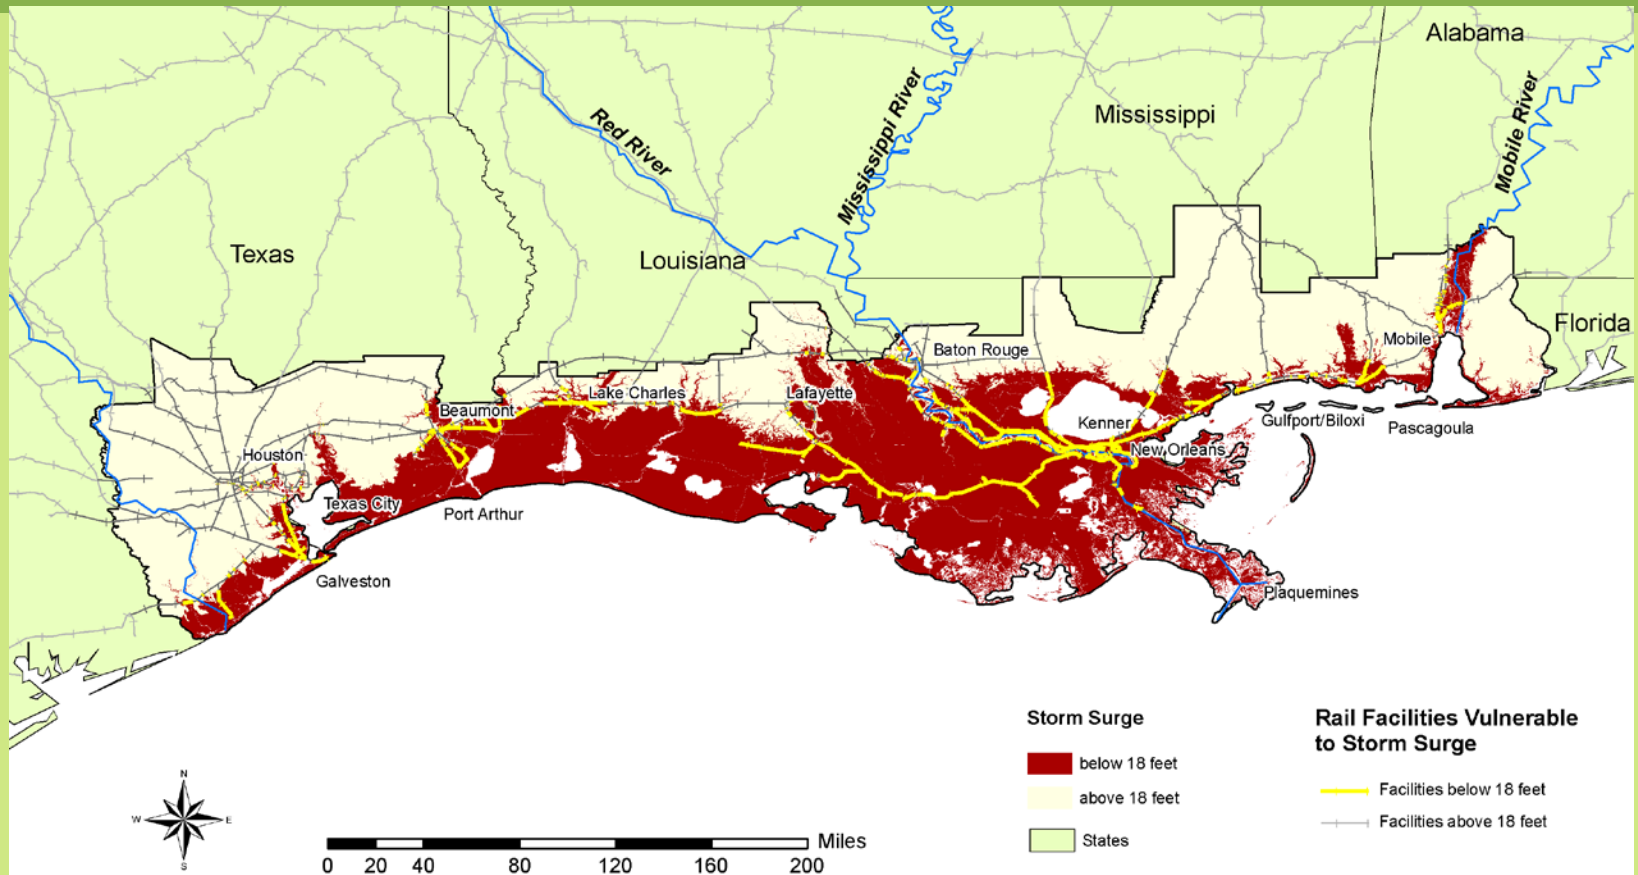 Alabama
Mississippi
Mississippi River
Mobile River
Red River
Texas
Louisiana
Florida
Mobile
Baton Rouge
Lake Charles
Lafayette
Beaumont
Kenner
Gulfport/Biloxi
Pascagoula
New Orleans
Houston
Texas City
Port Arthur
Galveston
Plaquemines
Storm Surge
below 18 feet
above 18 feet
States
Rail Facilities Vulnerable
to Storm Surge
Facilities below 18 feet
Facilities above 18 feet
N
W E
S
Miles
0 20 40 80 120 160 200